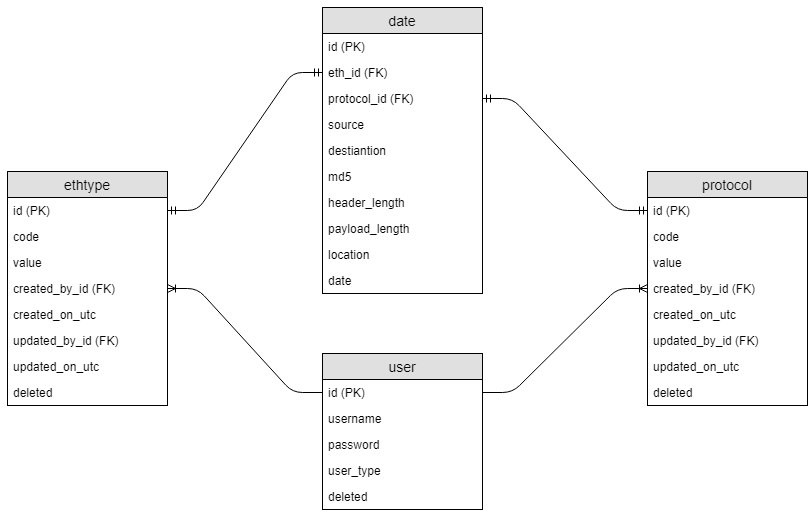 date
id (PK)
eth_id (FK)
protocol_id (FK)
source
destiantion
md5
header_length
payload_length
location
date
ethtype
id (PK)
code
value
created_by_id (FK)
created_on_utc
updated_by_id (FK)
updated_on_utc
deleted
protocol
id (PK)
code
value
created_by_id (FK)
created_on_utc
updated_by_id (FK)
updated_on_utc
deleted
user
id (PK)
username
password
user_type
deleted